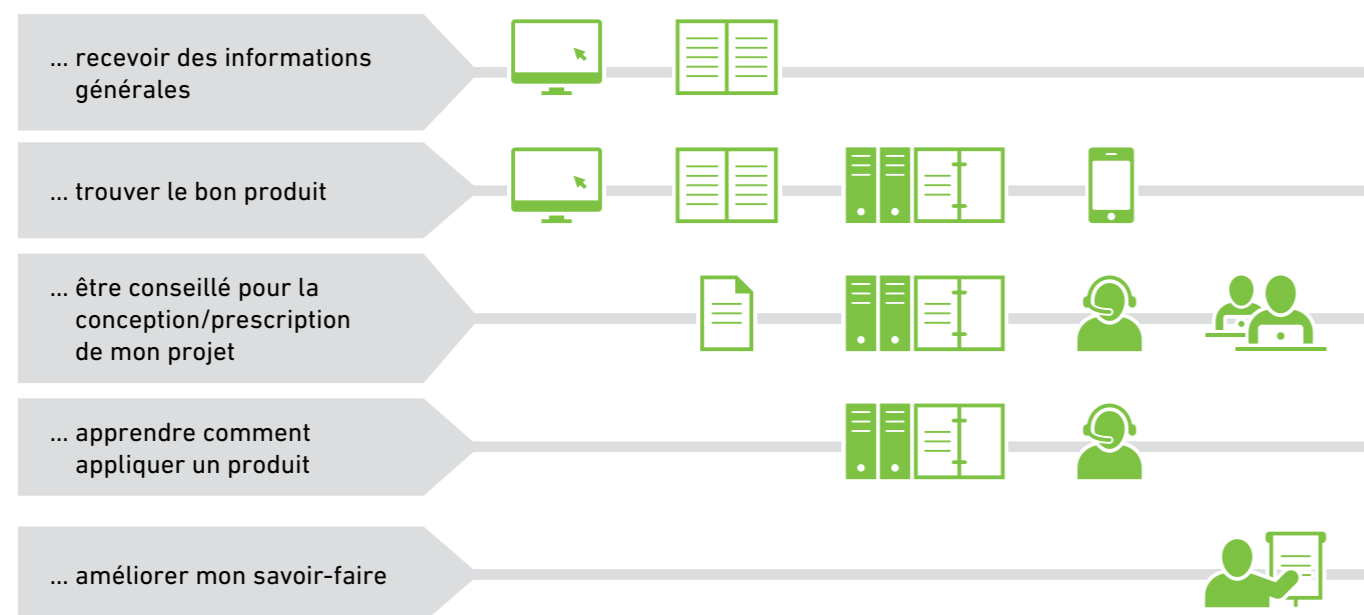 ... recevoir des informations
générales
... trouver le bon produit
... être conseillé pour la
conception/prescription
de mon projet
... apprendre comment
appliquer un produit
... améliorer mon savoir-faire